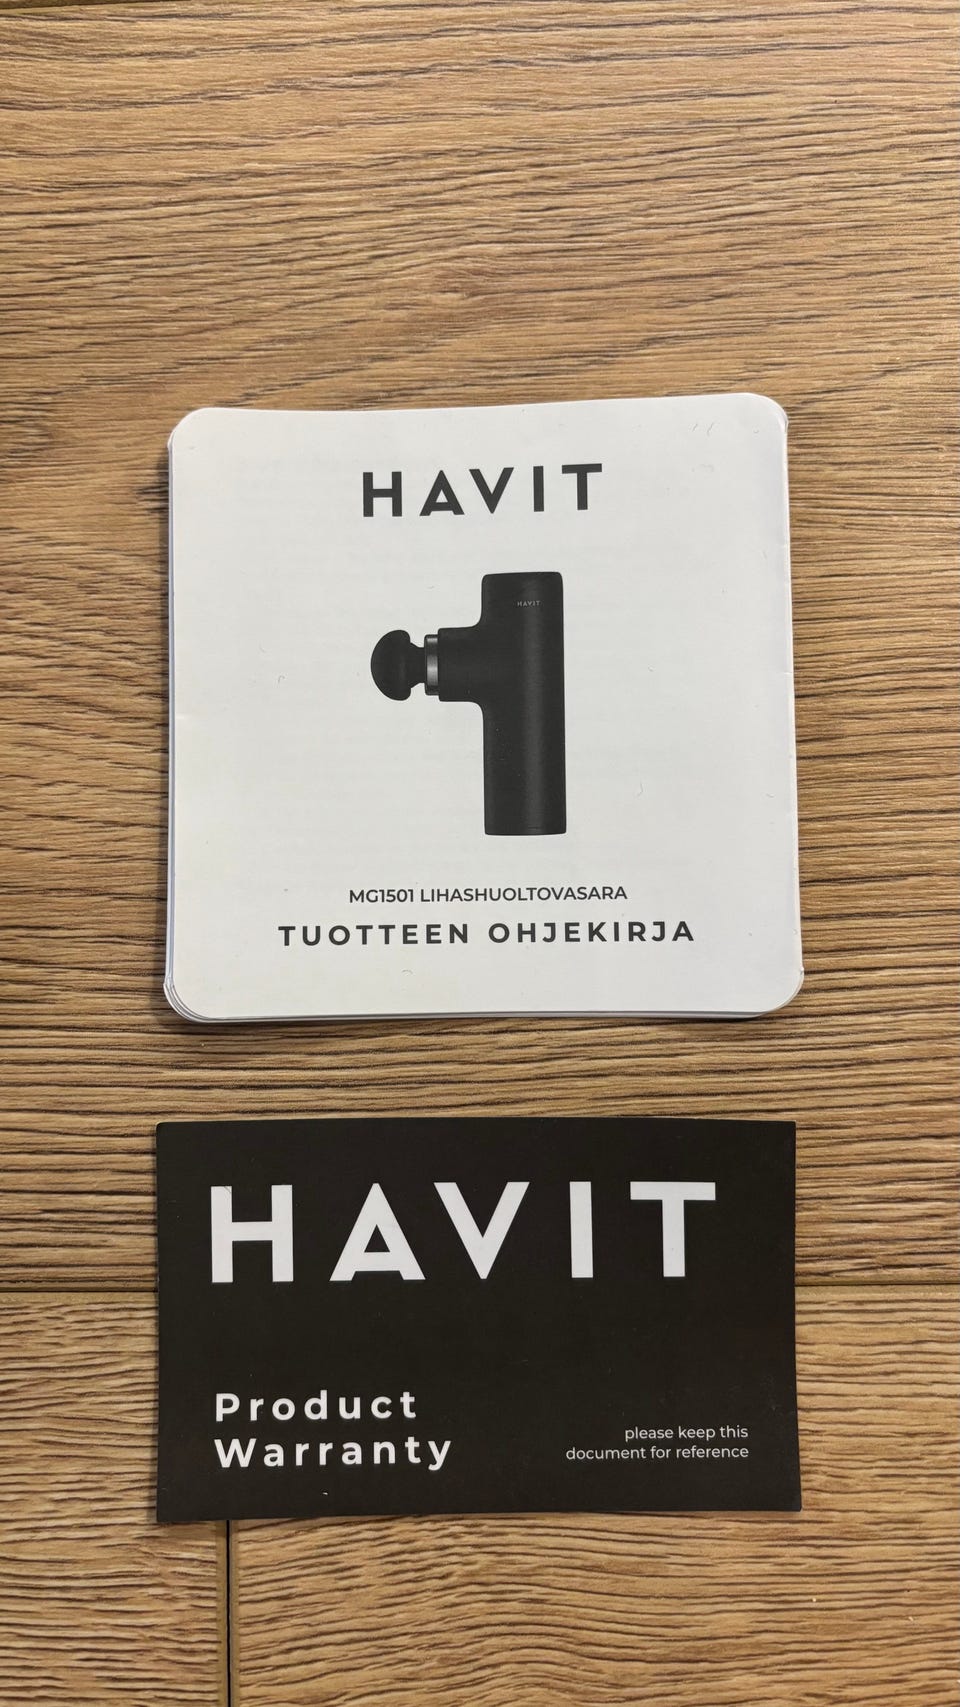 HAVIT
HAVIT
MG1501 LIHASHUOLTOVASARA
TUOTTEEN OHJEKIRJA
HAVIT
Product
Warranty
please keep this
document for reference